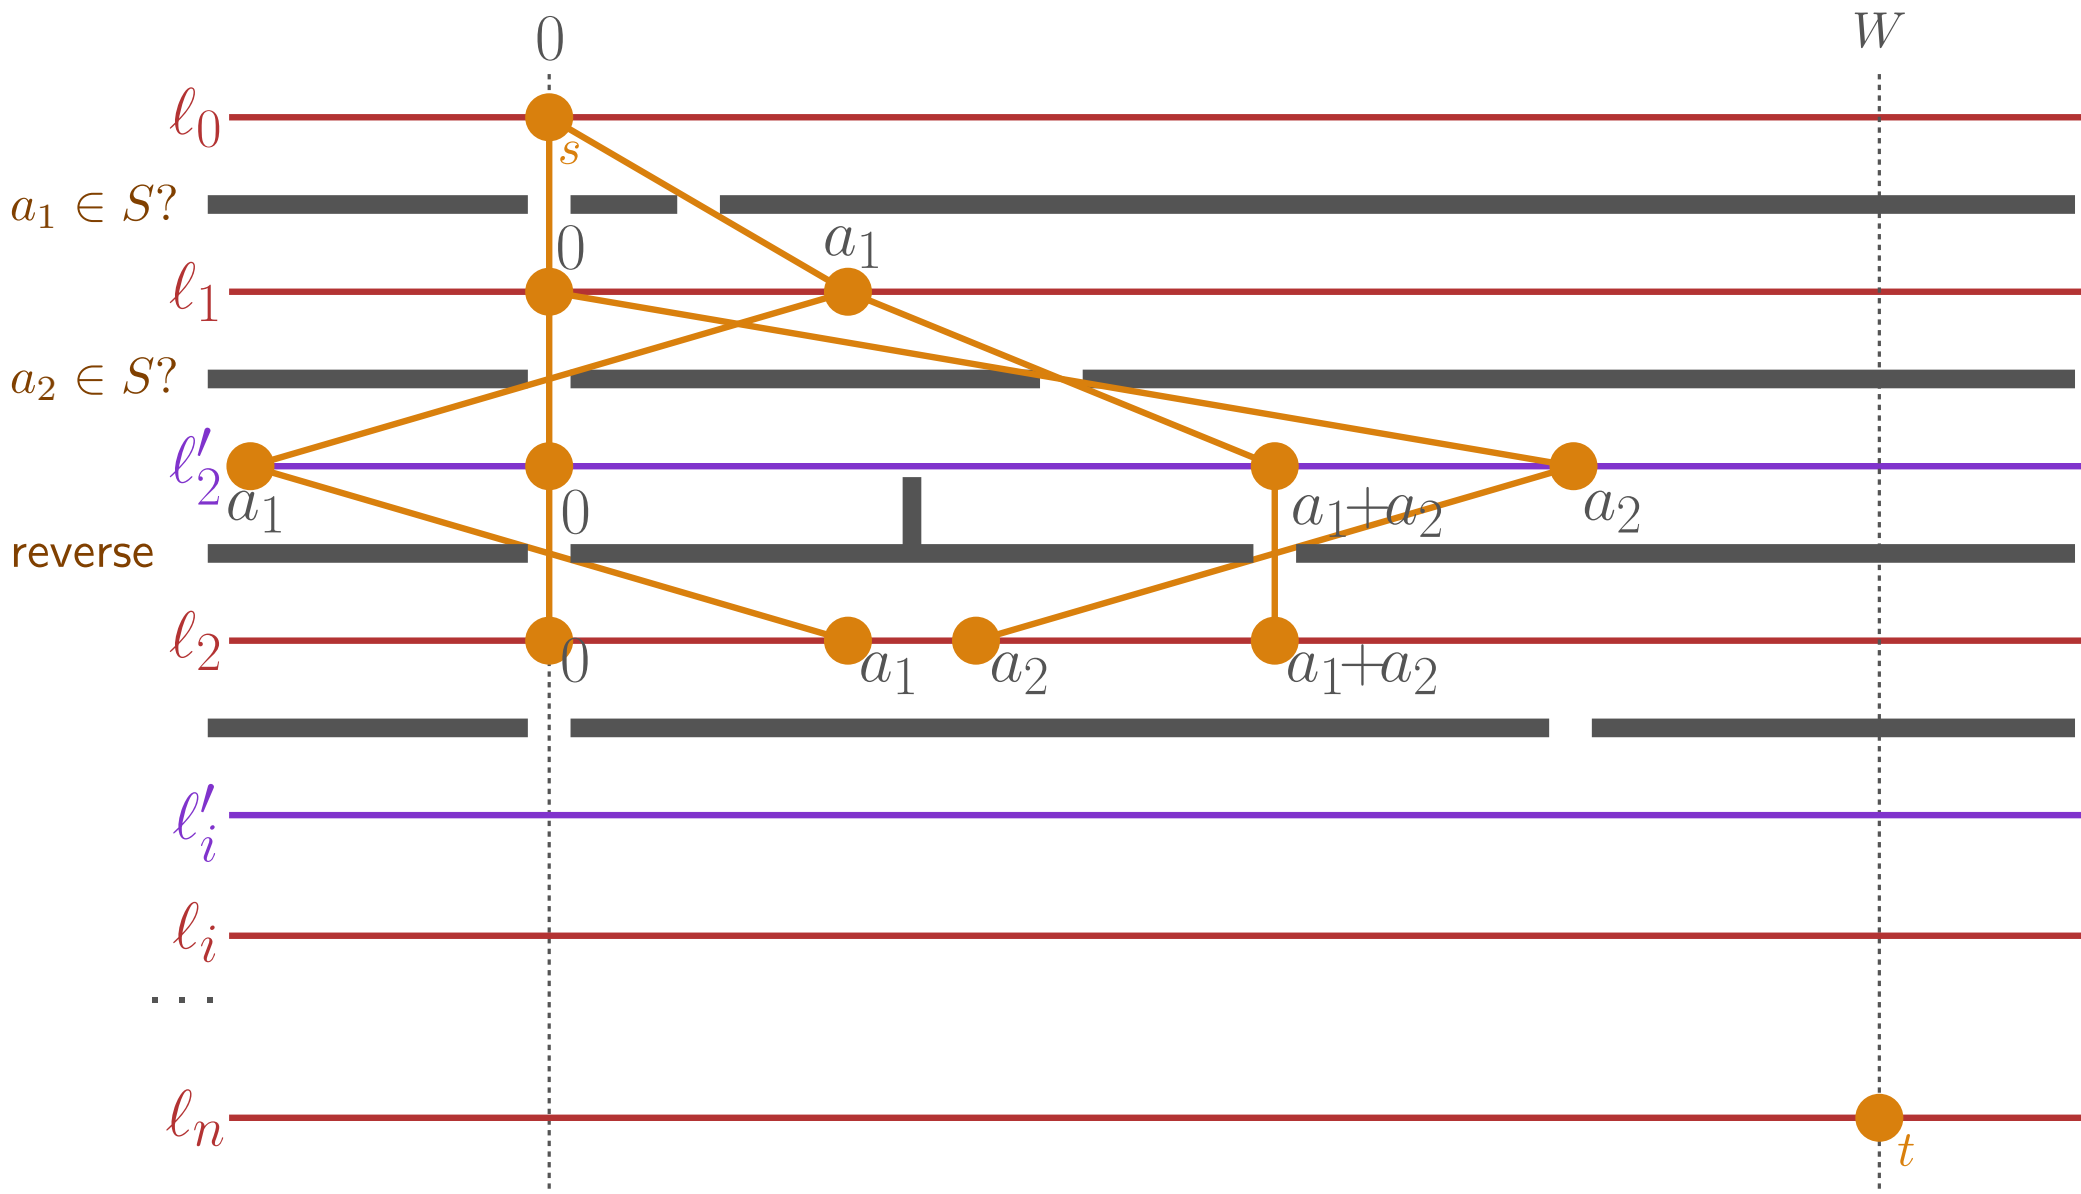 0 W
ℓ₀
s
a₁ ∈ S?
0 a₁
ℓ₁
a₂ ∈ S?
ℓ′₂
a₁ 0 a₁+a₂ a₂
reverse
ℓ₂
0 a₁ a₂ a₁+a₂
ℓ′ᵢ
ℓᵢ
...
ℓₙ
t